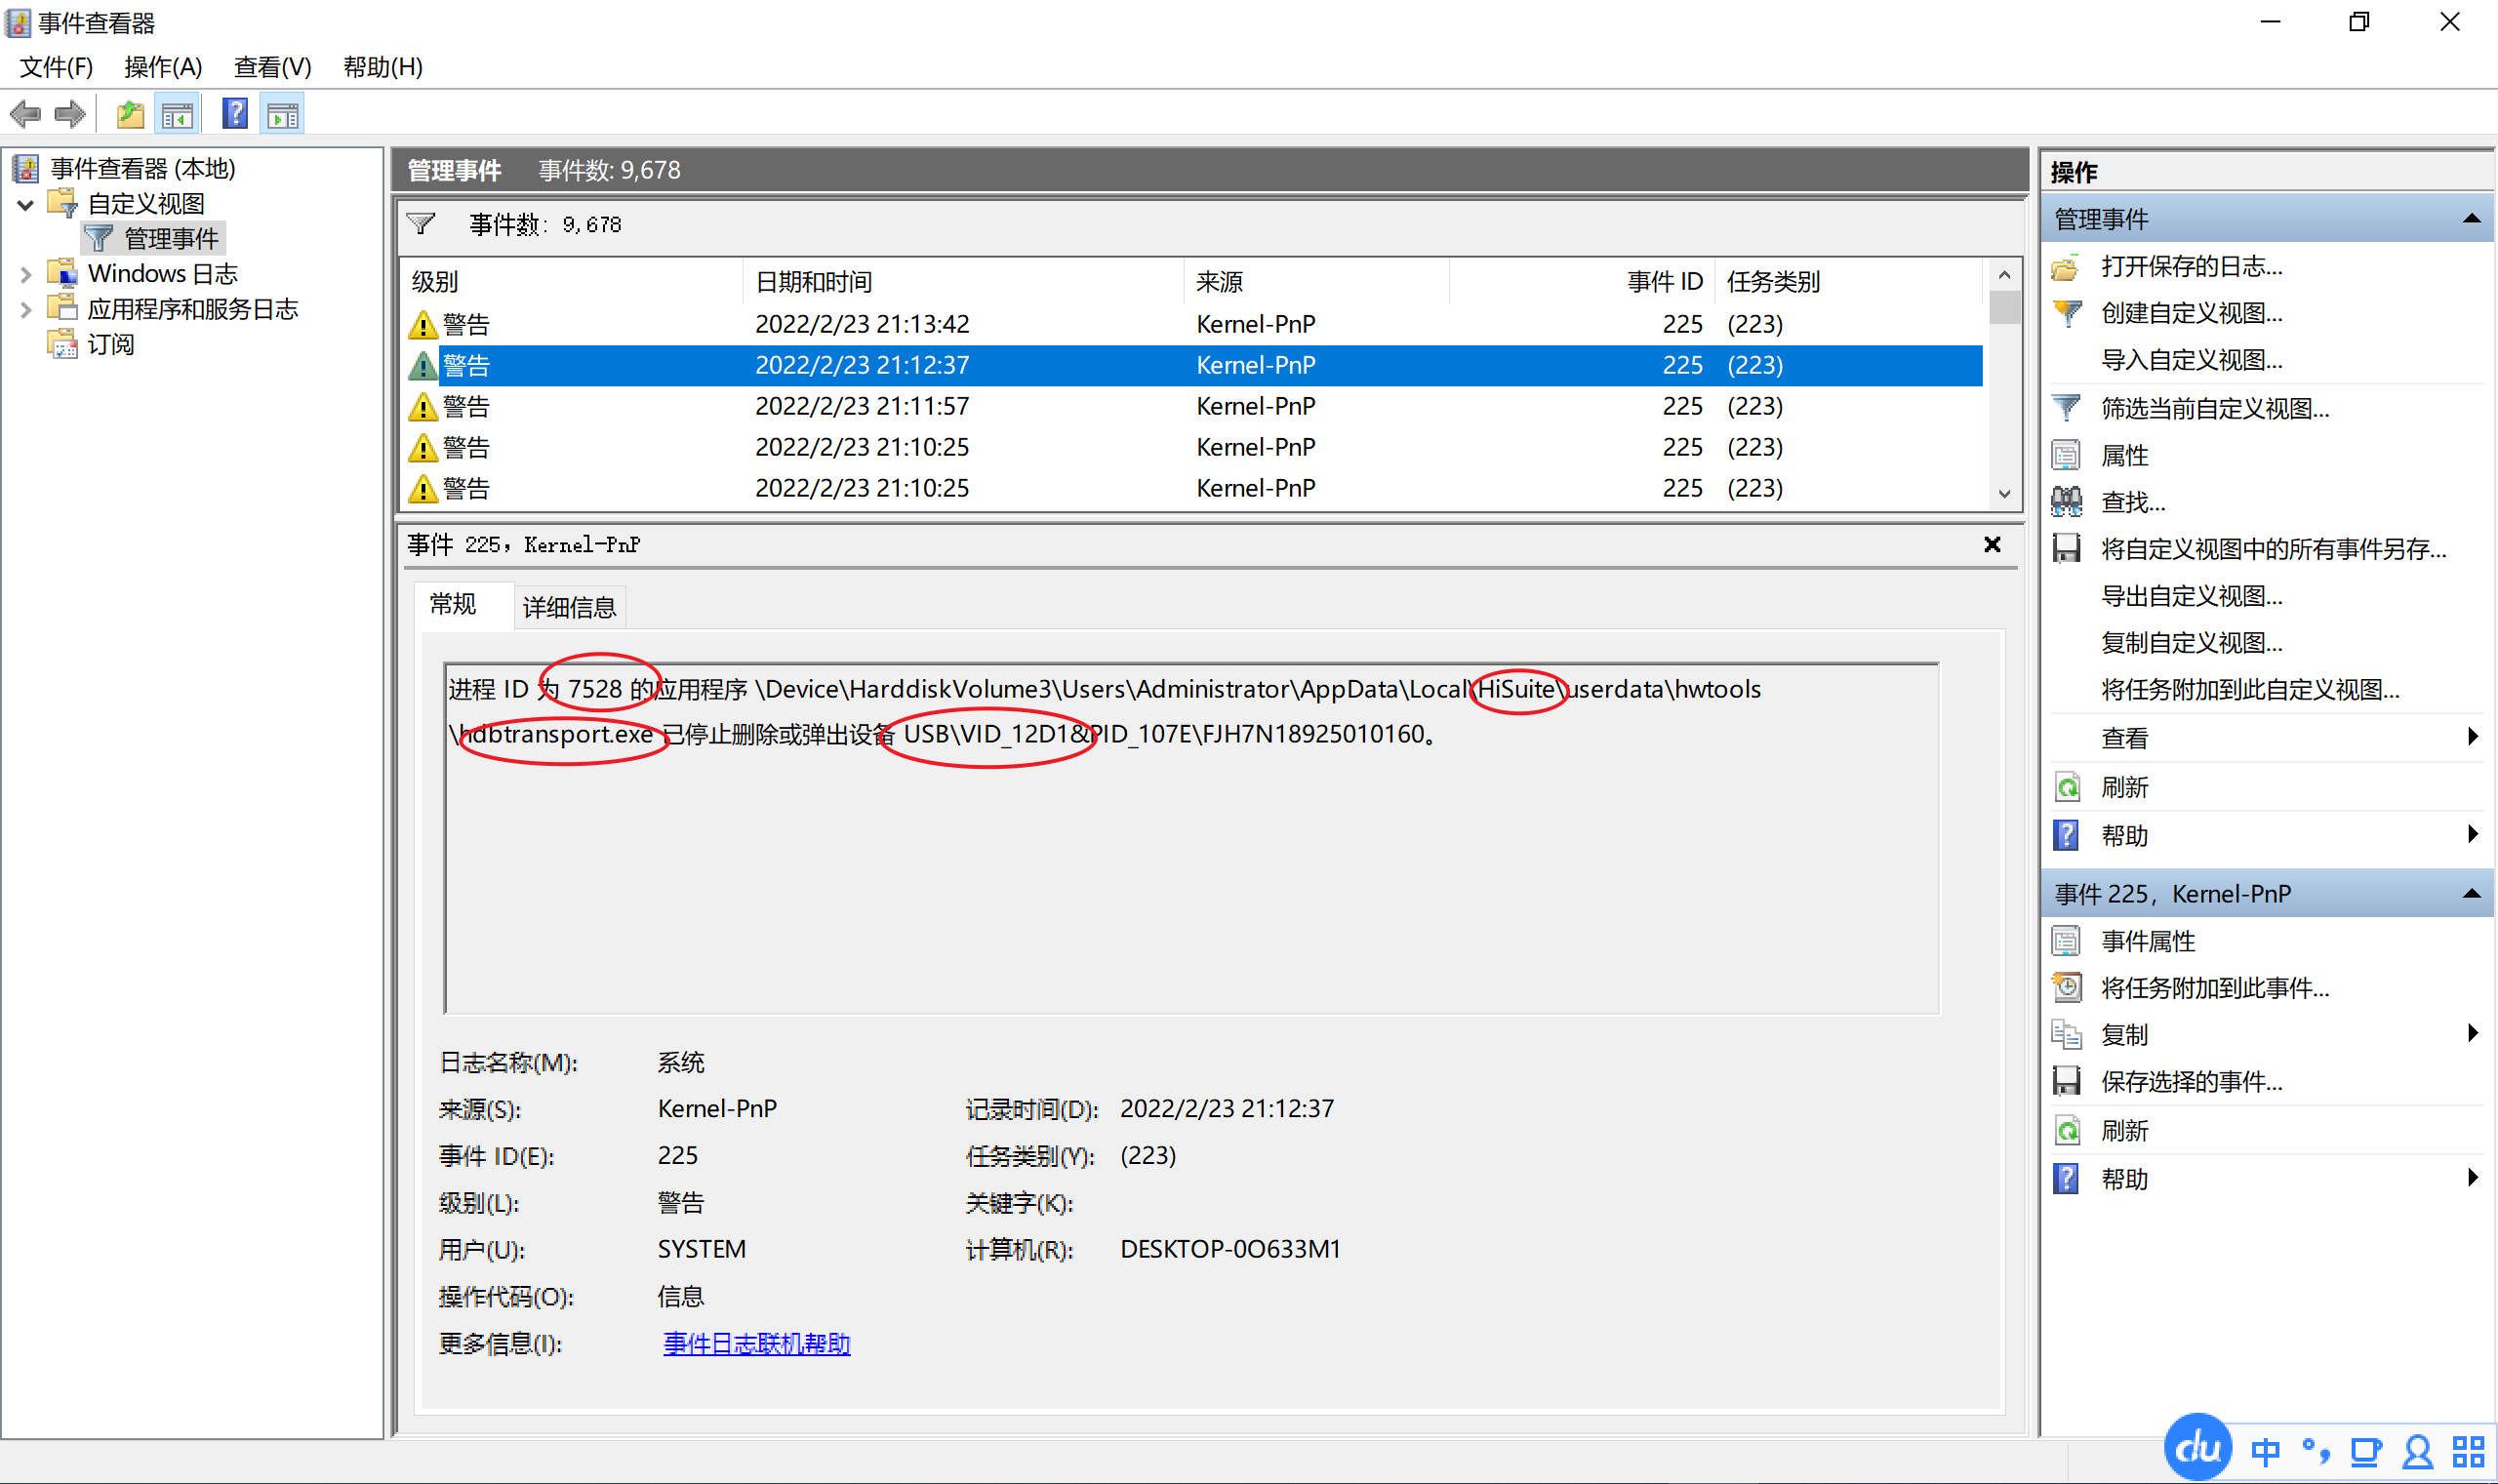 事件查看器
文件(F) 操作(A) 查看(V) 帮助(H)
事件查看器 (本地)
自定义视图
管理事件
Windows 日志
应用程序和服务日志
订阅
管理事件 事件数: 9,678
事件数: 9,678
级别 日期和时间 来源 事件 ID 任务类别
警告 2022/2/23 21:13:42 Kernel-PnP 225 (223)
警告 2022/2/23 21:12:37 Kernel-PnP 225 (223)
警告 2022/2/23 21:11:57 Kernel-PnP 225 (223)
警告 2022/2/23 21:10:25 Kernel-PnP 225 (223)
警告 2022/2/23 21:10:25 Kernel-PnP 225 (223)
事件 225，Kernel-PnP
常规 详细信息
进程 ID 为 7528 的应用程序 \Device\HarddiskVolume3\Users\Administrator\AppData\Local\HiSuite\userdata\hwtools
\hdbtransport.exe 已停止删除或弹出设备 USB\VID_12D1&PID_107E\FJH7N18925010160。
日志名称(M): 系统
来源(S): Kernel-PnP 记录时间(D): 2022/2/23 21:12:37
事件 ID(E): 225 任务类别(Y): (223)
级别(L): 警告 关键字(K):
用户(U): SYSTEM 计算机(R): DESKTOP-0O633M1
操作代码(O): 信息
更多信息(I): 事件日志联机帮助
操作
管理事件
打开保存的日志...
创建自定义视图...
导入自定义视图...
筛选当前自定义视图...
属性
查找...
将自定义视图中的所有事件另存...
导出自定义视图...
复制自定义视图...
将任务附加到此自定义视图...
查看
刷新
帮助
事件 225，Kernel-PnP
事件属性
将任务附加到此事件...
复制
保存选择的事件...
刷新
帮助
du 中